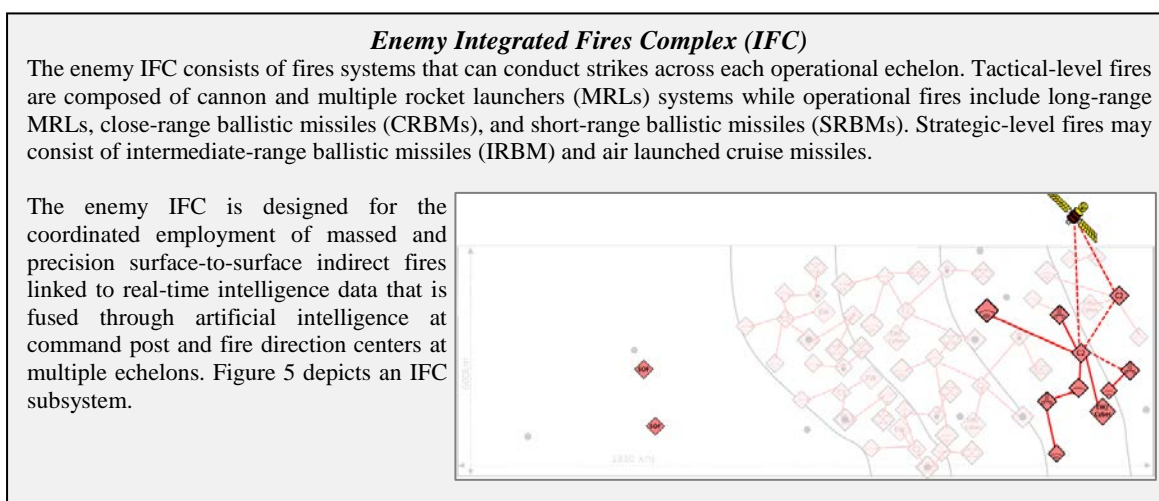 Enemy Integrated Fires Complex (IFC)
The enemy IFC consists of fires systems that can conduct strikes across each operational echelon. Tactical-level fires
are composed of cannon and multiple rocket launchers (MRLs) systems while operational fires include long-range
MRLs, close-range ballistic missiles (CRBMs), and short-range ballistic missiles (SRBMs). Strategic-level fires may
consist of intermediate-range ballistic missiles (IRBM) and air launched cruise missiles.
The enemy IFC is designed for the
coordinated employment of massed and
precision surface-to-surface indirect fires
linked to real-time intelligence data that is
fused through artificial intelligence at
command post and fire direction centers at
multiple echelons. Figure 5 depicts an IFC
subsystem.
SOF
SOF
C2
C2